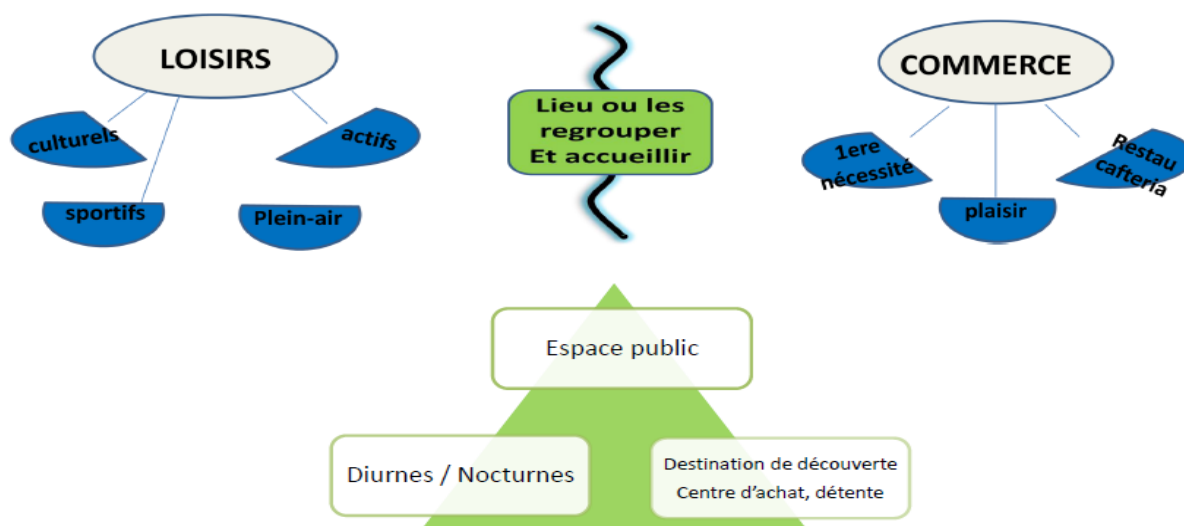 LOISIRS
culturels
actifs
sportifs
Plein-air
Lieu ou les
regrouper
Et accueillir
COMMERCE
1ere
nécessité
Restau
cafteria
plaisir
Espace public
Diurnes / Nocturnes
Destination de découverte
Centre d’achat, détente